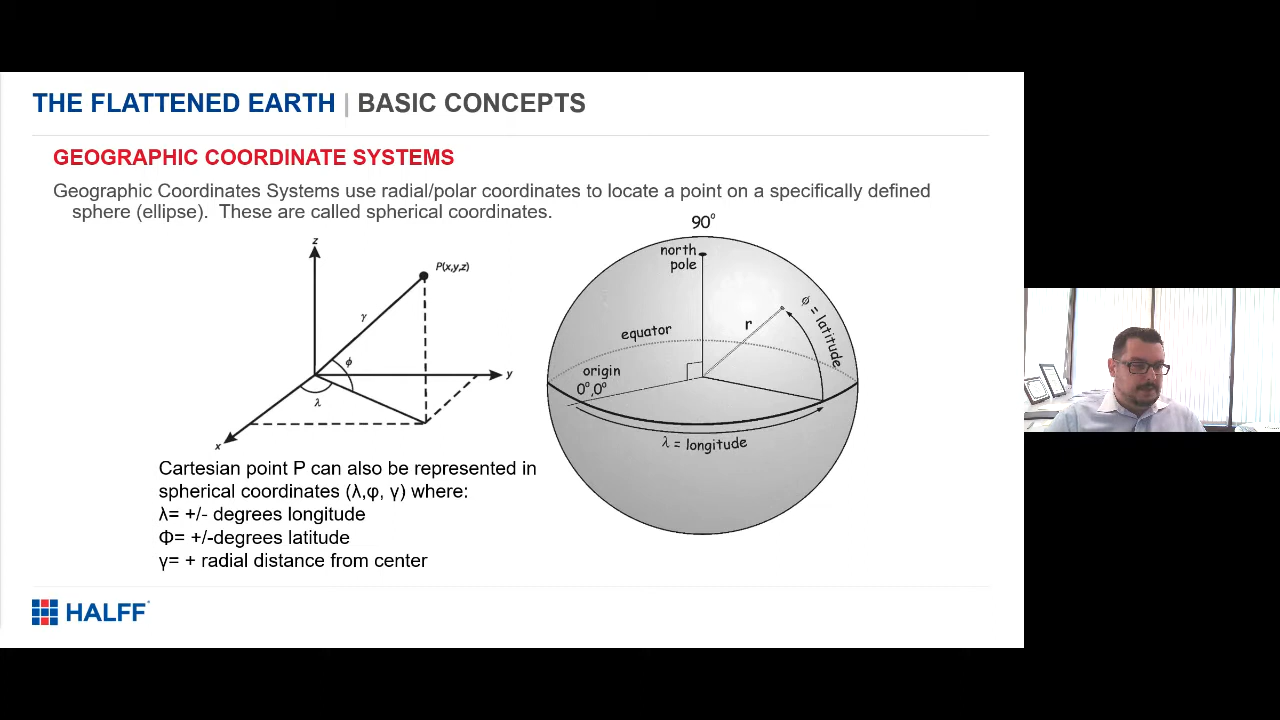 THE FLATTENED EARTH | BASIC CONCEPTS
GEOGRAPHIC COORDINATE SYSTEMS
Geographic Coordinates Systems use radial/polar coordinates to locate a point on a specifically defined
sphere (ellipse). These are called spherical coordinates.
z
P(x,y,z)
γ
ϕ
y
λ
x
90°
north
pole
ϕ = latitude
r
equator
origin
0°,0°
λ = longitude
Cartesian point P can also be represented in
spherical coordinates (λ,φ, γ) where:
λ= +/- degrees longitude
Φ= +/-degrees latitude
γ= + radial distance from center
HALFF